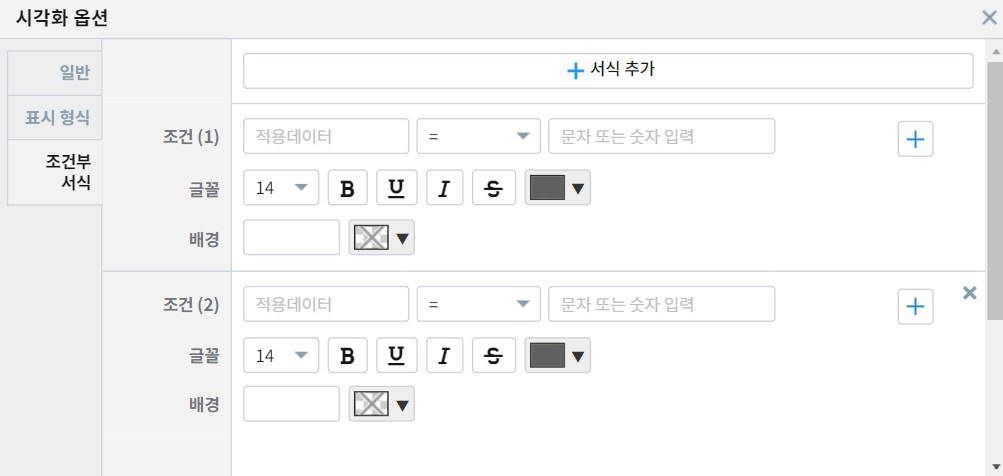 시각화 옵션
일반
표시 형식
조건부
서식
서식 추가
조건 (1)
적용데이터
=
문자 또는 숫자 입력
글꼴
14
B U I S
배경
조건 (2)
적용데이터
=
문자 또는 숫자 입력
글꼴
14
B U I S
배경